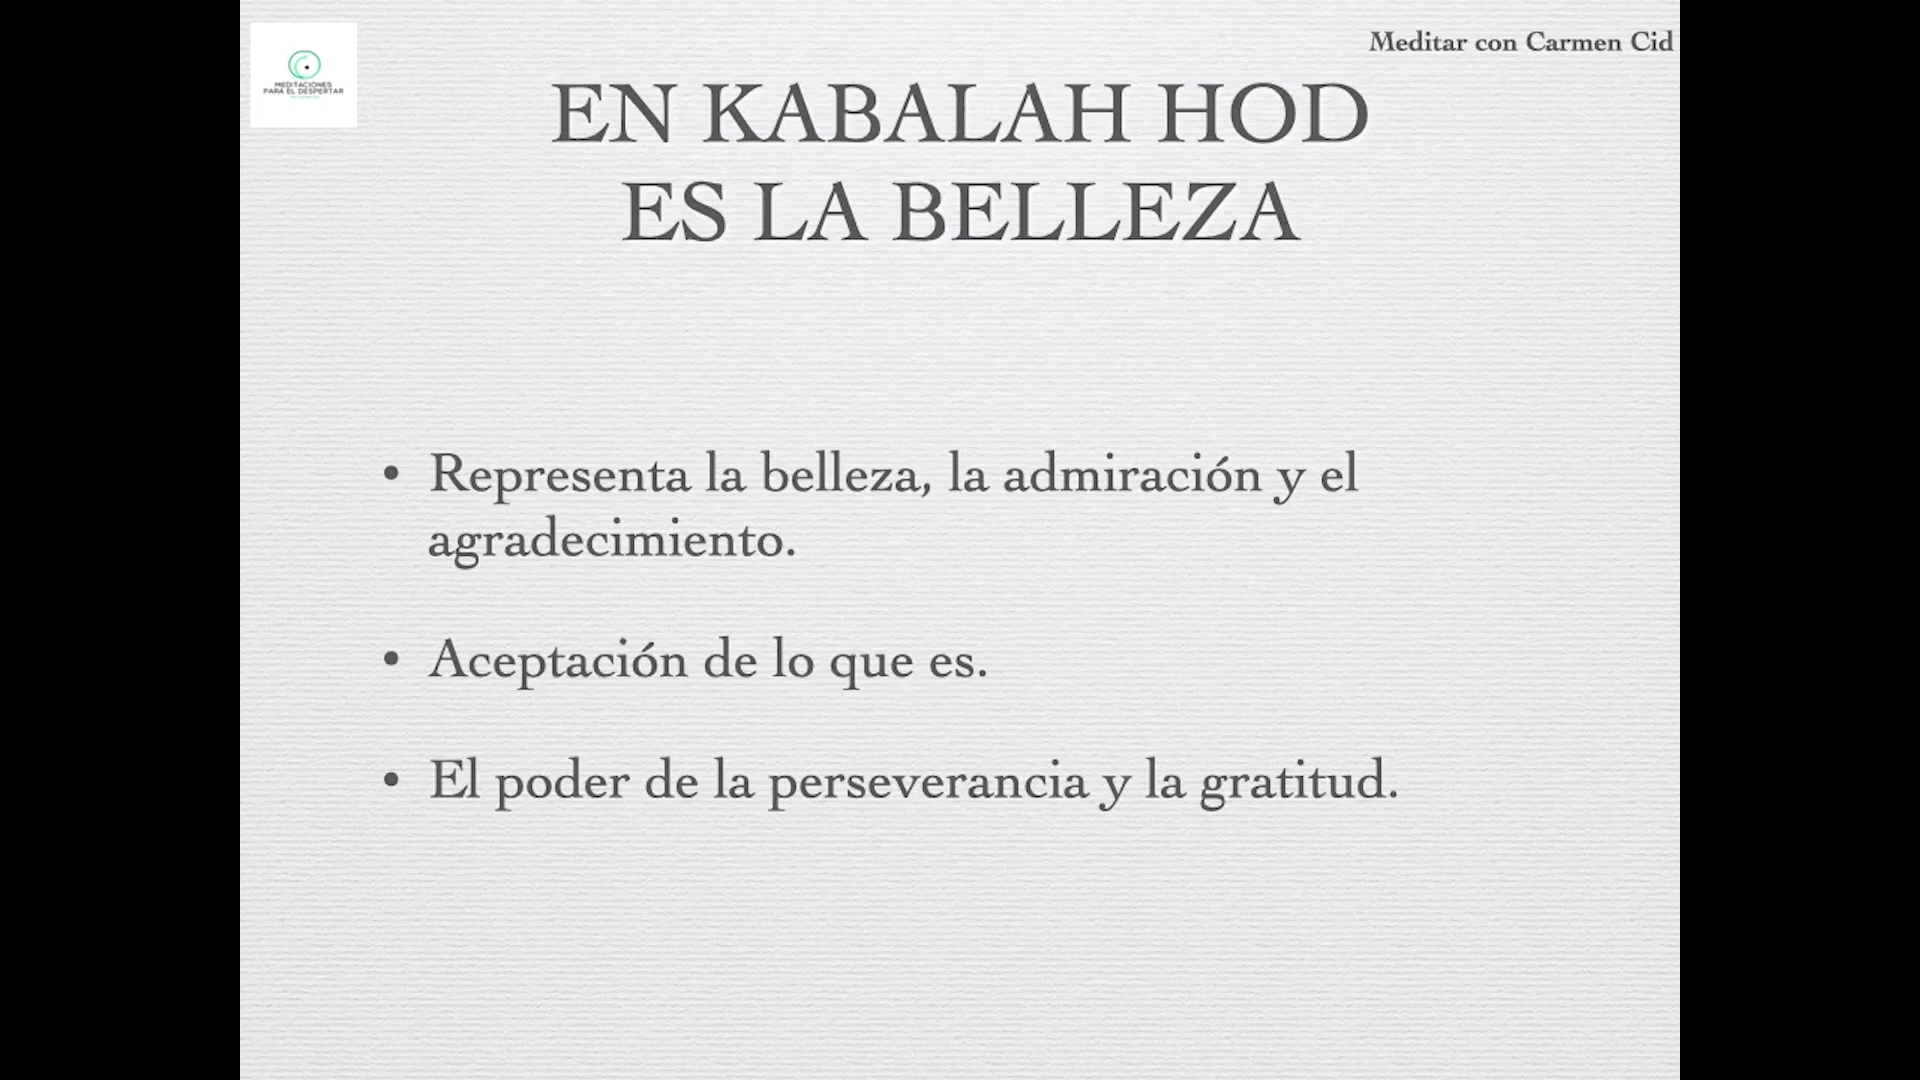 MEDITACIONES
PARA EL DESPERTAR
Meditar con Carmen Cid
EN KABALAH HOD
ES LA BELLEZA
• Representa la belleza, la admiración y el
agradecimiento.
• Aceptación de lo que es.
• El poder de la perseverancia y la gratitud.